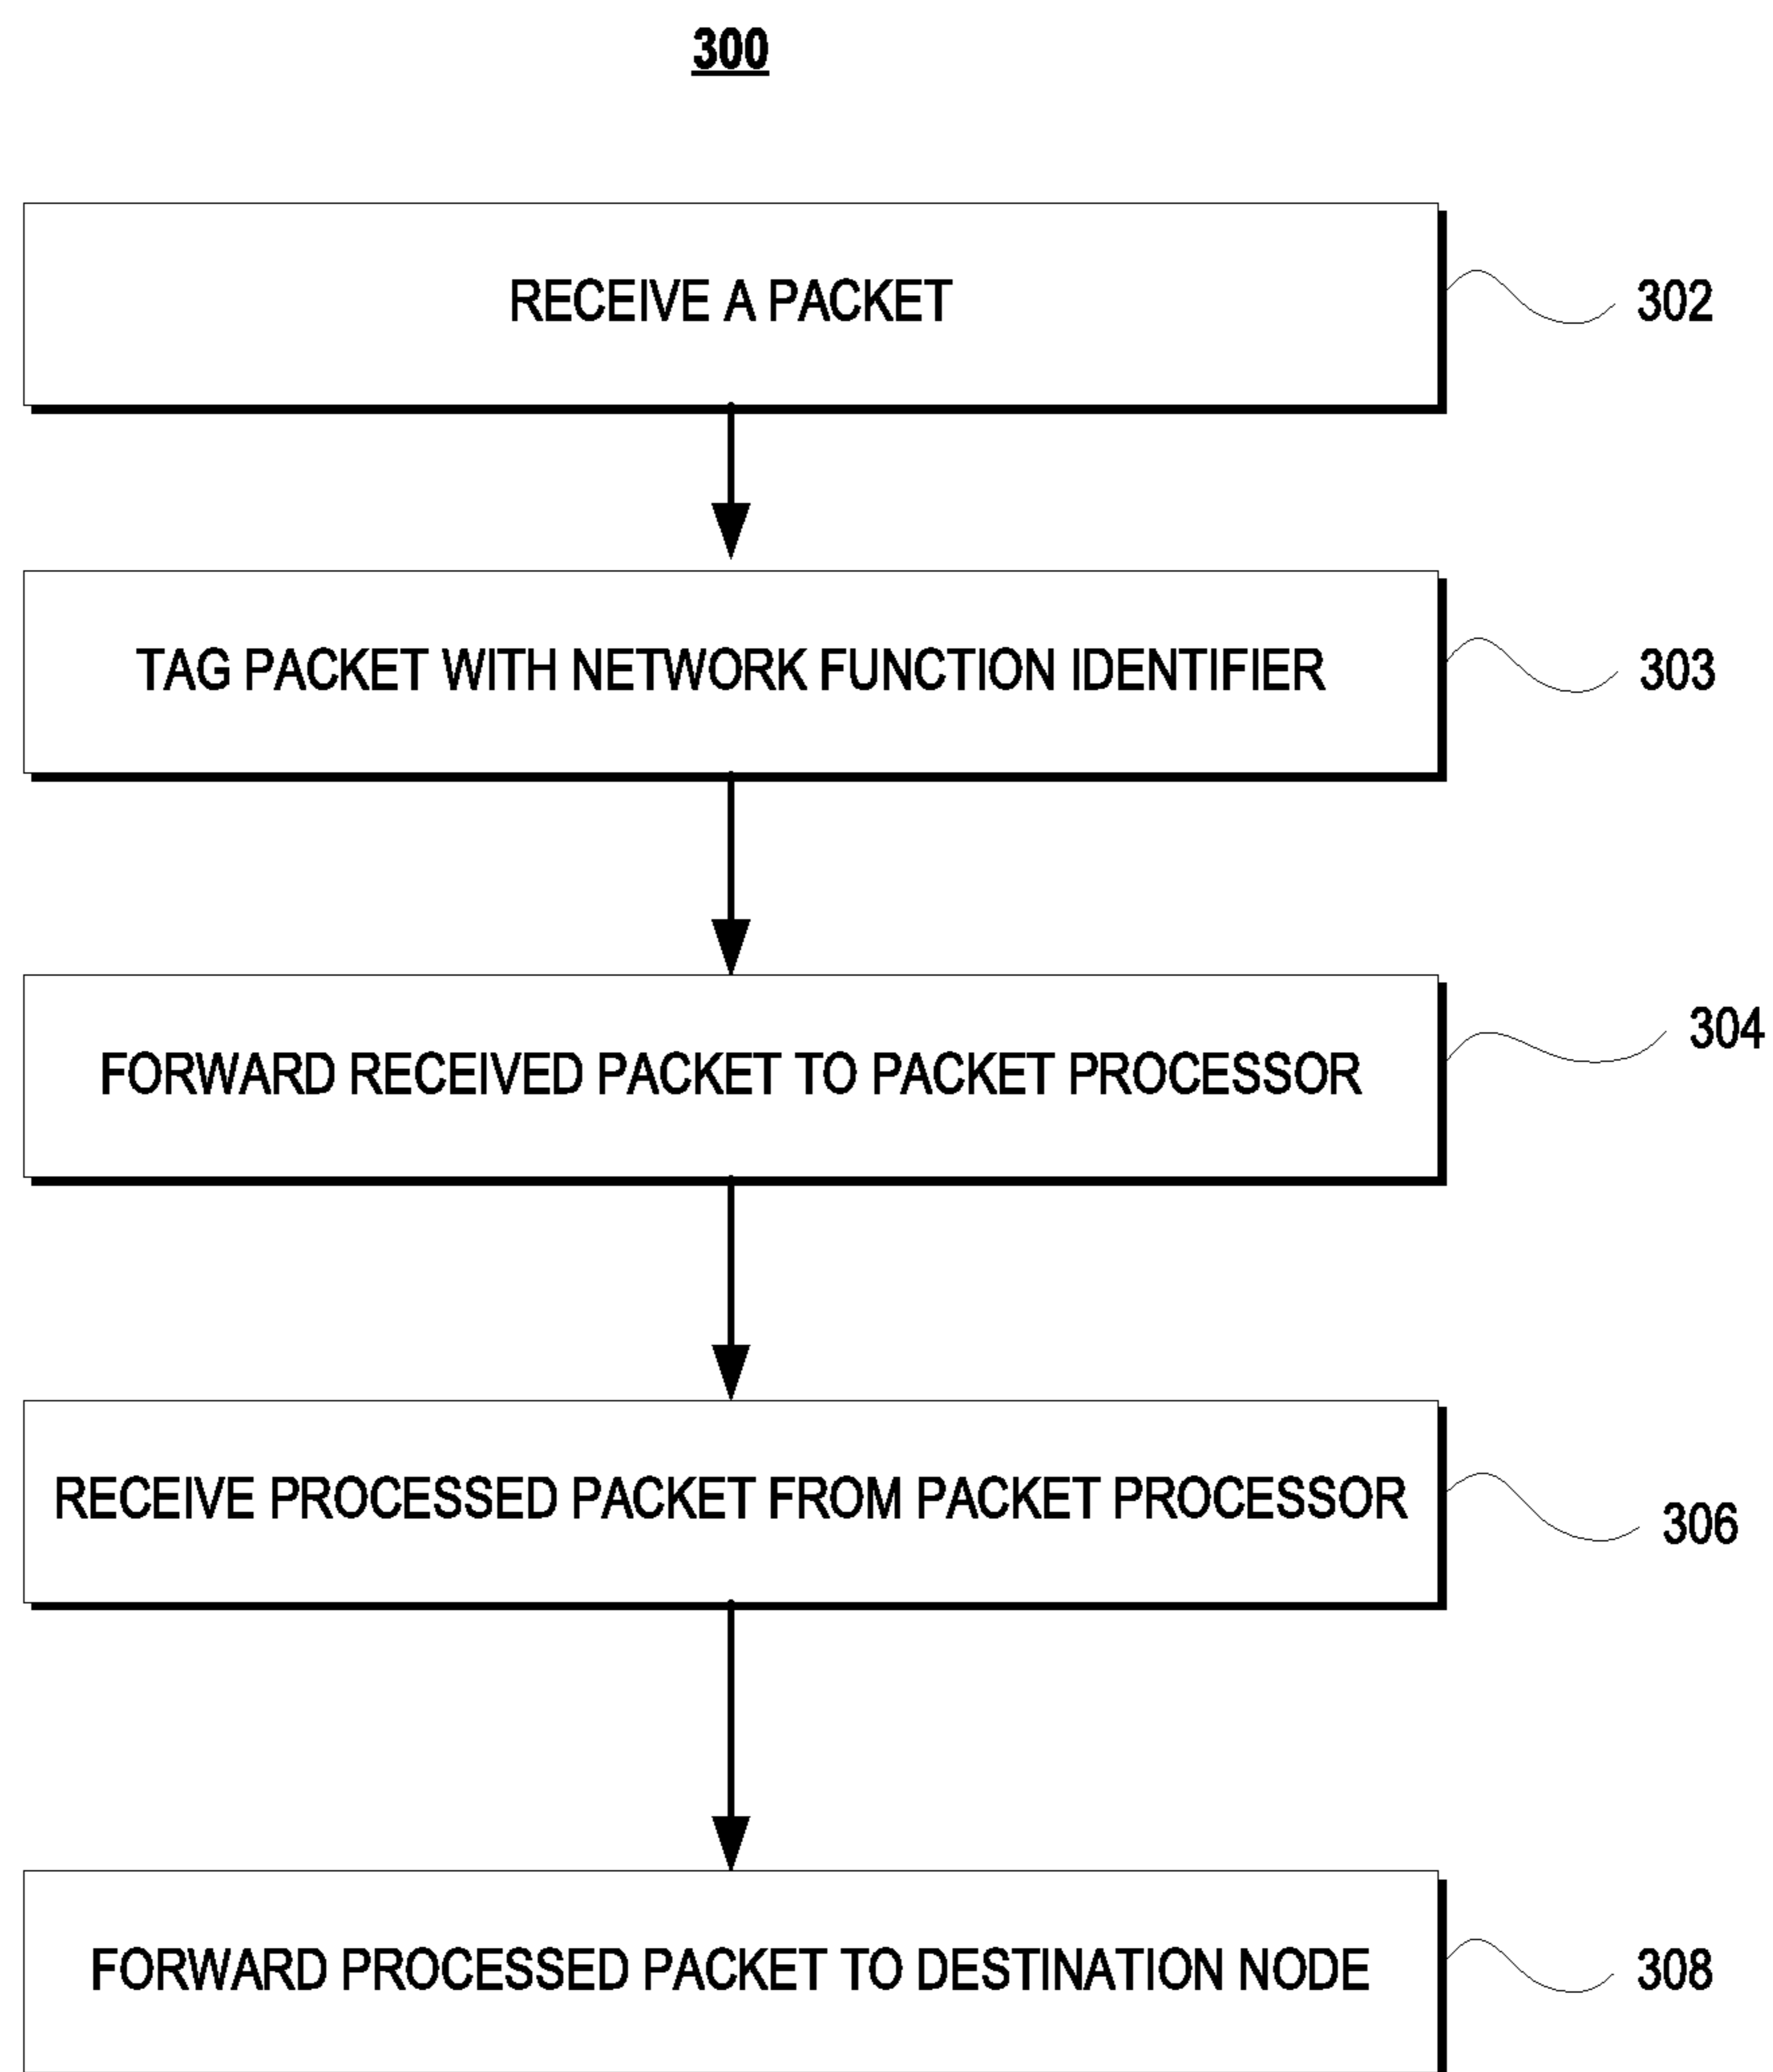 300
RECEIVE A PACKET
302
TAG PACKET WITH NETWORK FUNCTION IDENTIFIER
303
FORWARD RECEIVED PACKET TO PACKET PROCESSOR
304
RECEIVE PROCESSED PACKET FROM PACKET PROCESSOR
306
FORWARD PROCESSED PACKET TO DESTINATION NODE
308